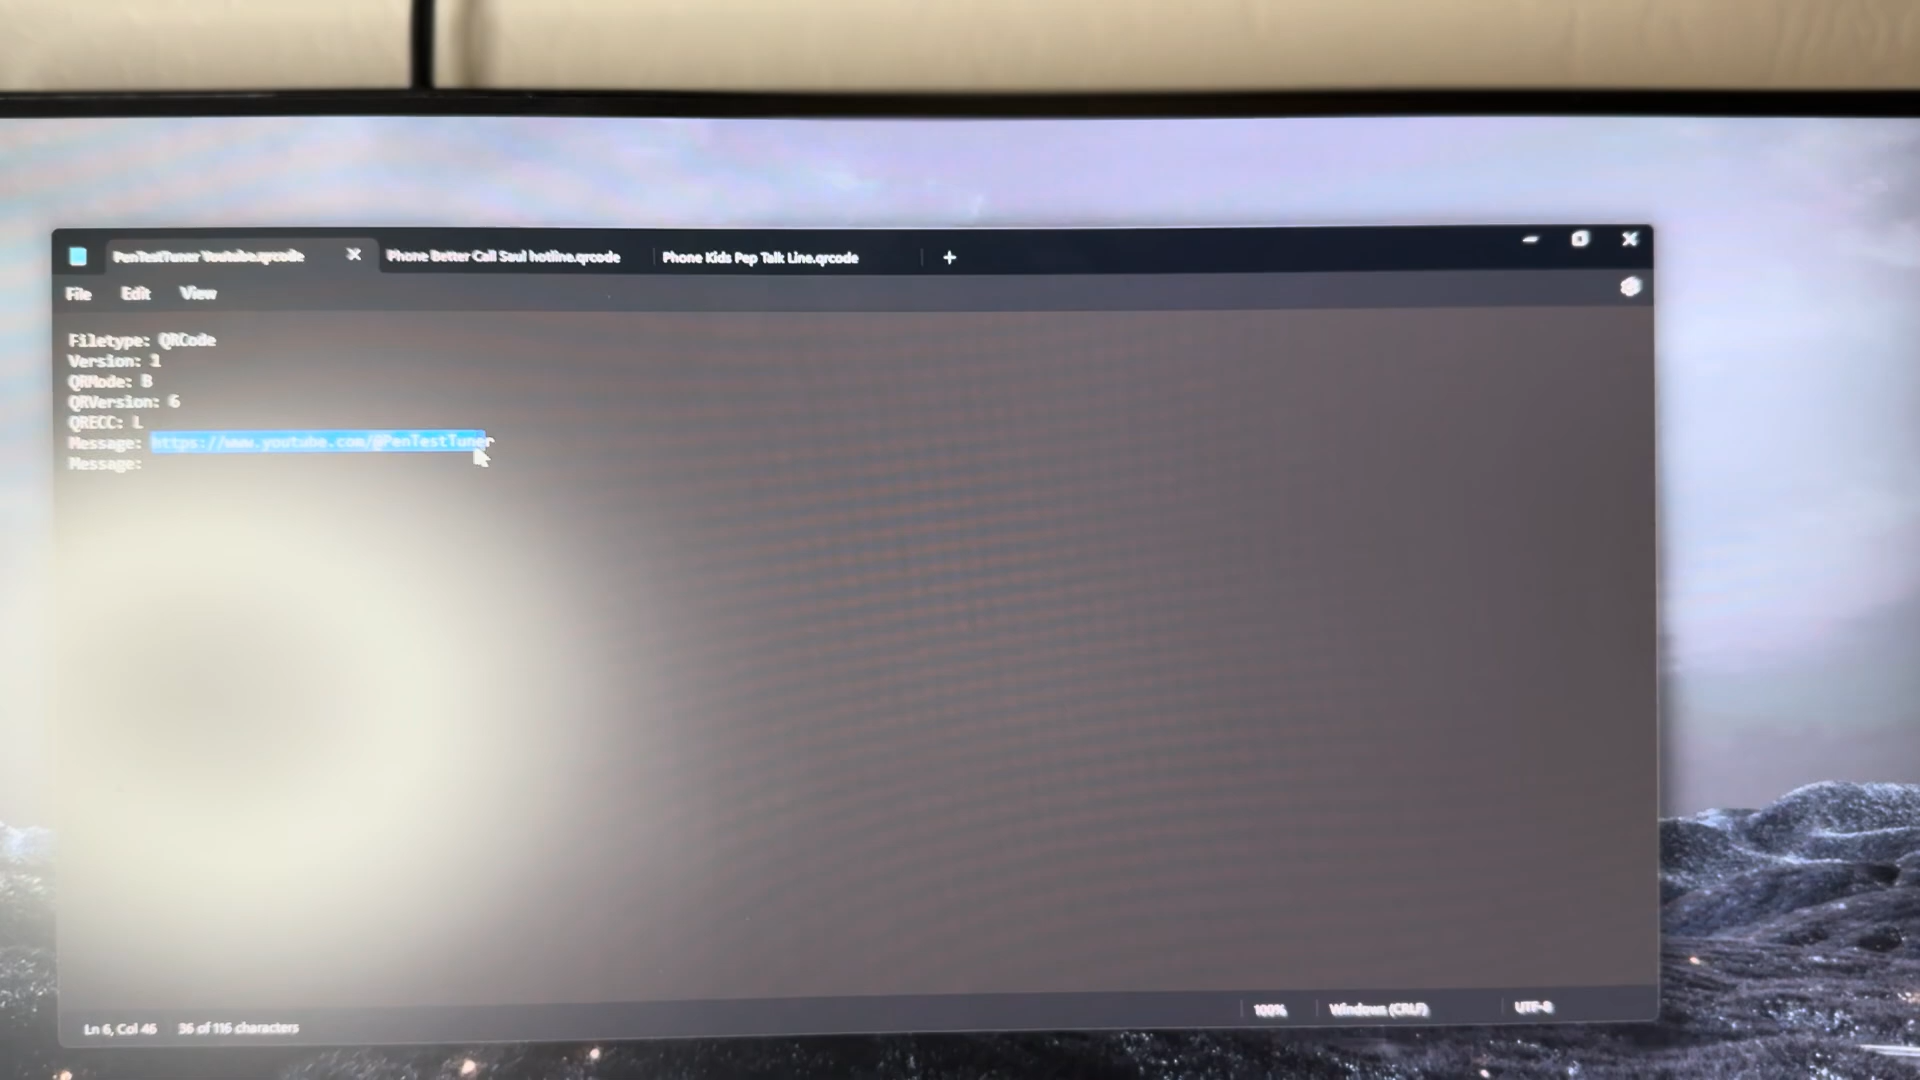 PenTestTuner Youtube.qrcode
Phone Better Call Saul hotline.qrcode
Phone Kids Pep Talk Line.qrcode
File Edit View
Filetype: QRCode
Version: 1
QRMode: B
QRVersion: 6
QRECC: L
Message: https://www.youtube.com/@PenTestTuner
Message:
Ln 6, Col 46 36 of 116 characters 100% Windows (CRLF) UTF-8